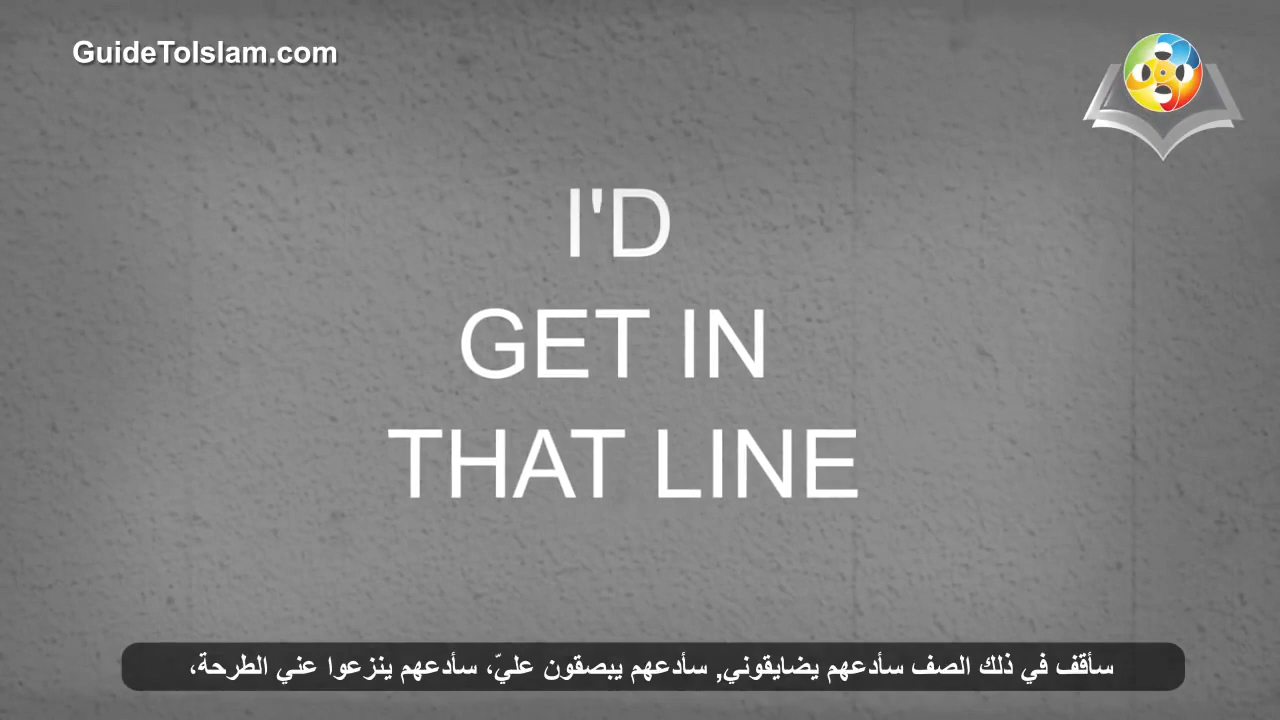 GuideToIslam.com
I'D
GET IN
THAT LINE
سأقف في ذلك الصف سأدعهم يضايقوني, سأدعهم يبصقون عليّ، سأدعهم ينزعوا عني الطرحة،